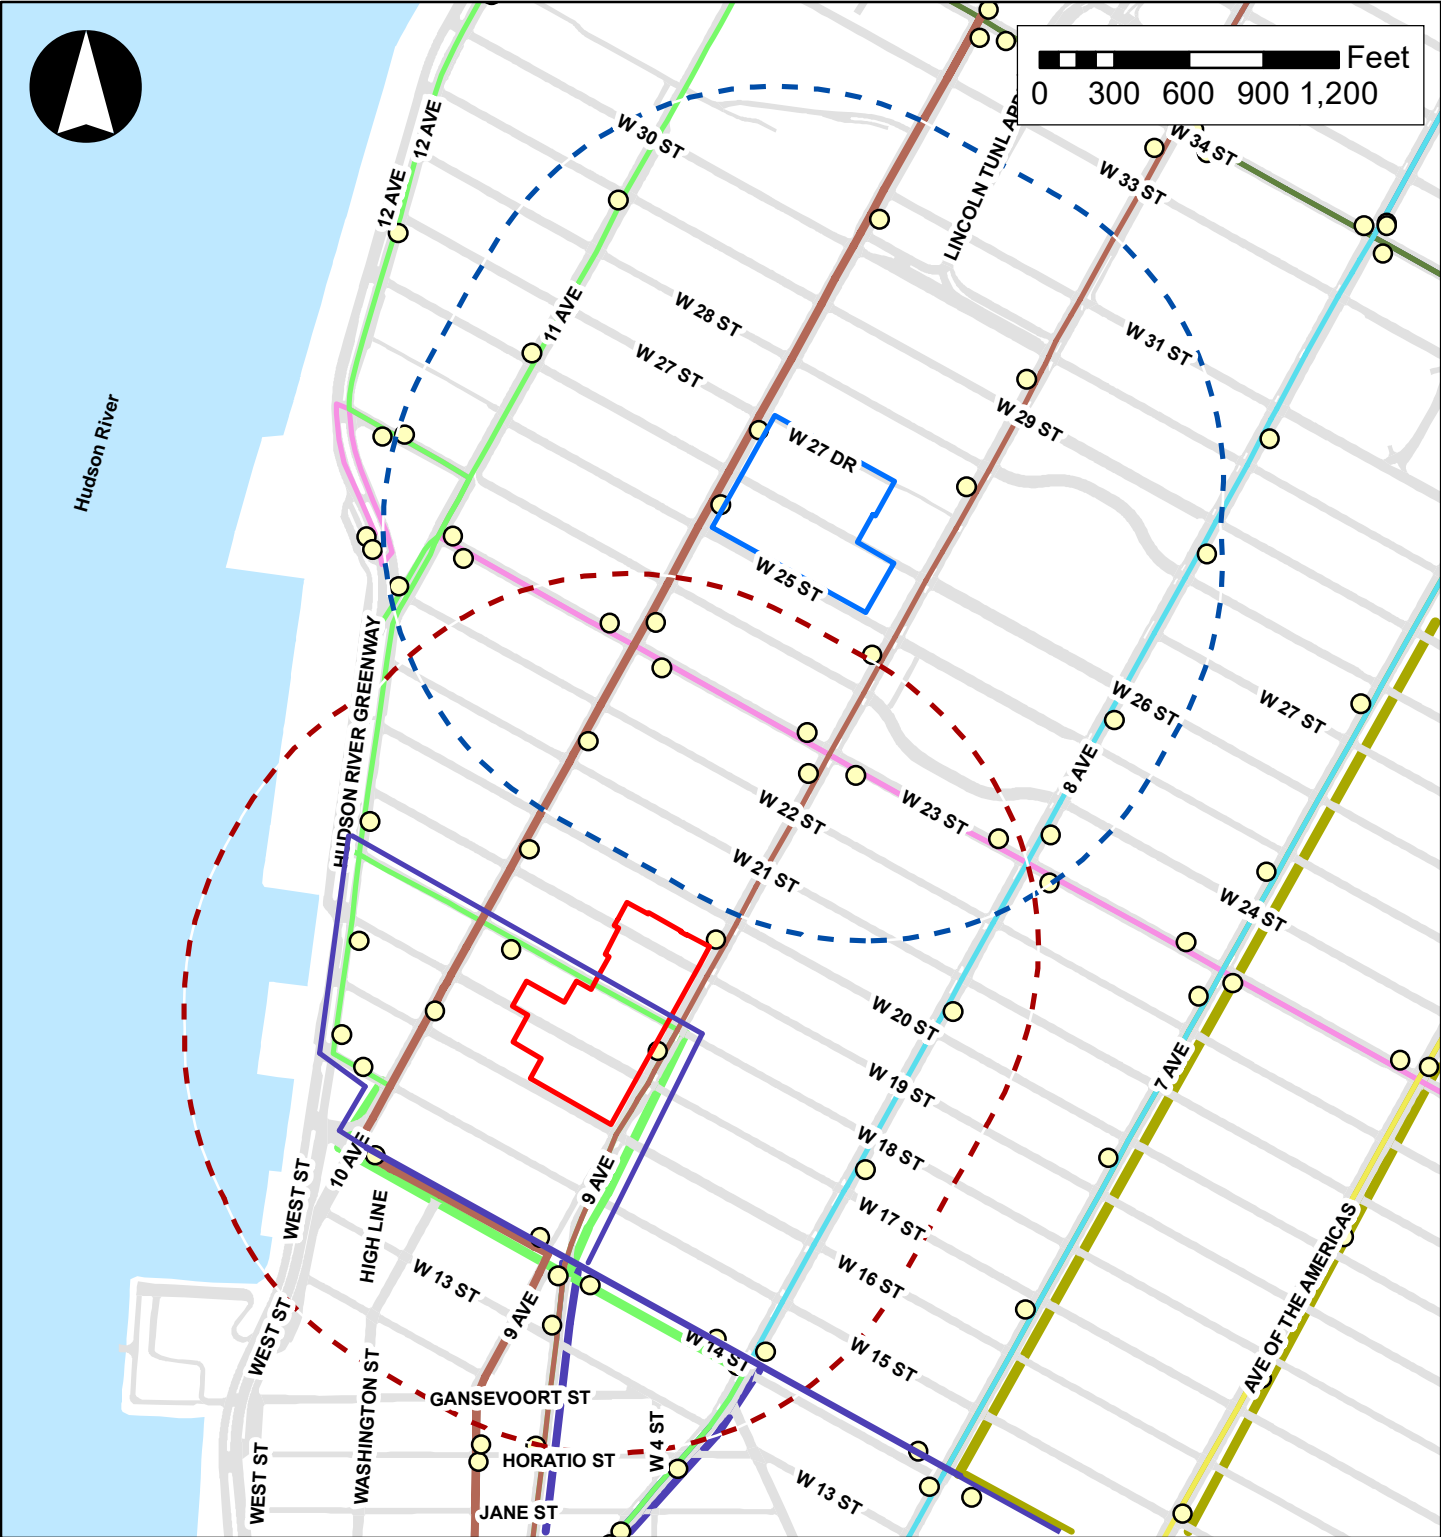 Feet
0 300 600 900 1,200
12 AVE
W 30 ST
W 34 ST
W 33 ST
12 AVE
LINCOLN TUNL
11 AVE
W 28 ST
W 31 ST
W 27 ST
W 29 ST
Hudson River
W 27 DR
W 25 ST
HUDSON RIVER GREENWAY
W 26 ST
W 27 ST
8 AVE
W 22 ST
W 23 ST
W 21 ST
W 24 ST
W 20 ST
7 AVE
W 19 ST
W 18 ST
10 AVE
9 AVE
WEST ST
HIGH LINE
W 17 ST
W 13 ST
W 16 ST
AVE OF THE AMERICAS
9 AVE
WEST ST
W 14 ST
W 15 ST
WASHINGTON ST
GANSEVOORT ST
W 4 ST
HORATIO ST
WEST ST
W 13 ST
JANE ST